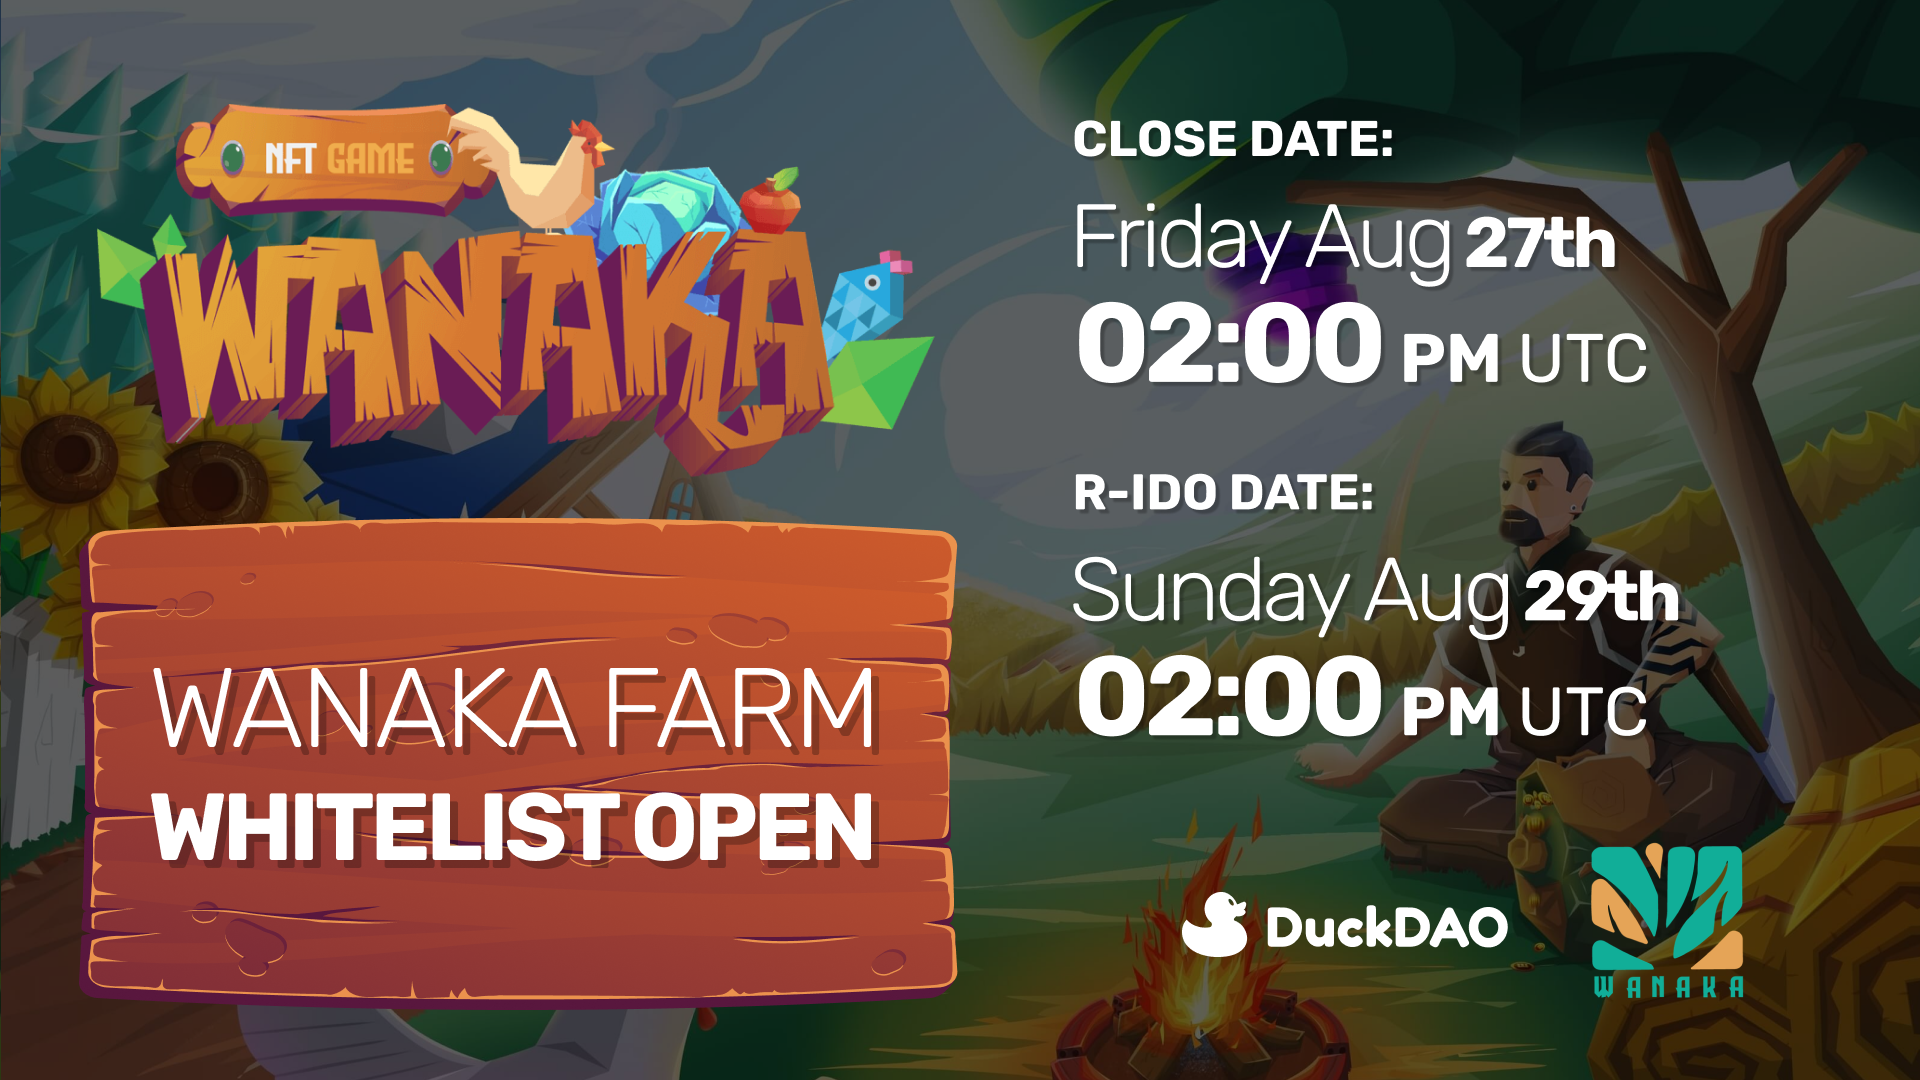 NFT GAME
WANAKA
WANAKA FARM
WHITELIST OPEN
CLOSE DATE:
Friday Aug 27th
02:00 PM UTC
R-IDO DATE:
Sunday Aug 29th
02:00 PM UTC
DuckDAO
WANAKA